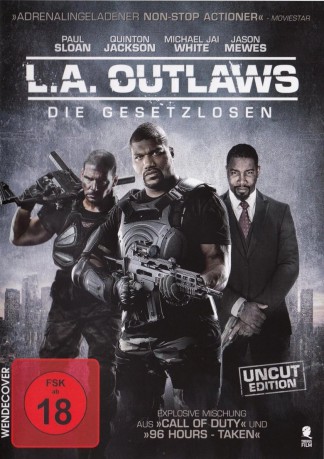 »ADRENALINGELADENER NON-STOP ACTIONER« - MOVIESTAR
PAUL SLOAN
QUINTON JACKSON
MICHAEL JAI WHITE
JASON MEWES
L.A. OUTLAWS
DIE GESETZLOSEN
UNCUT
EDITION
FSK
ab
18
WENDECOVER
EXPLOSIVE MISCHUNG
AUS »CALL OF DUTY« UND
»96 HOURS - TAKEN«